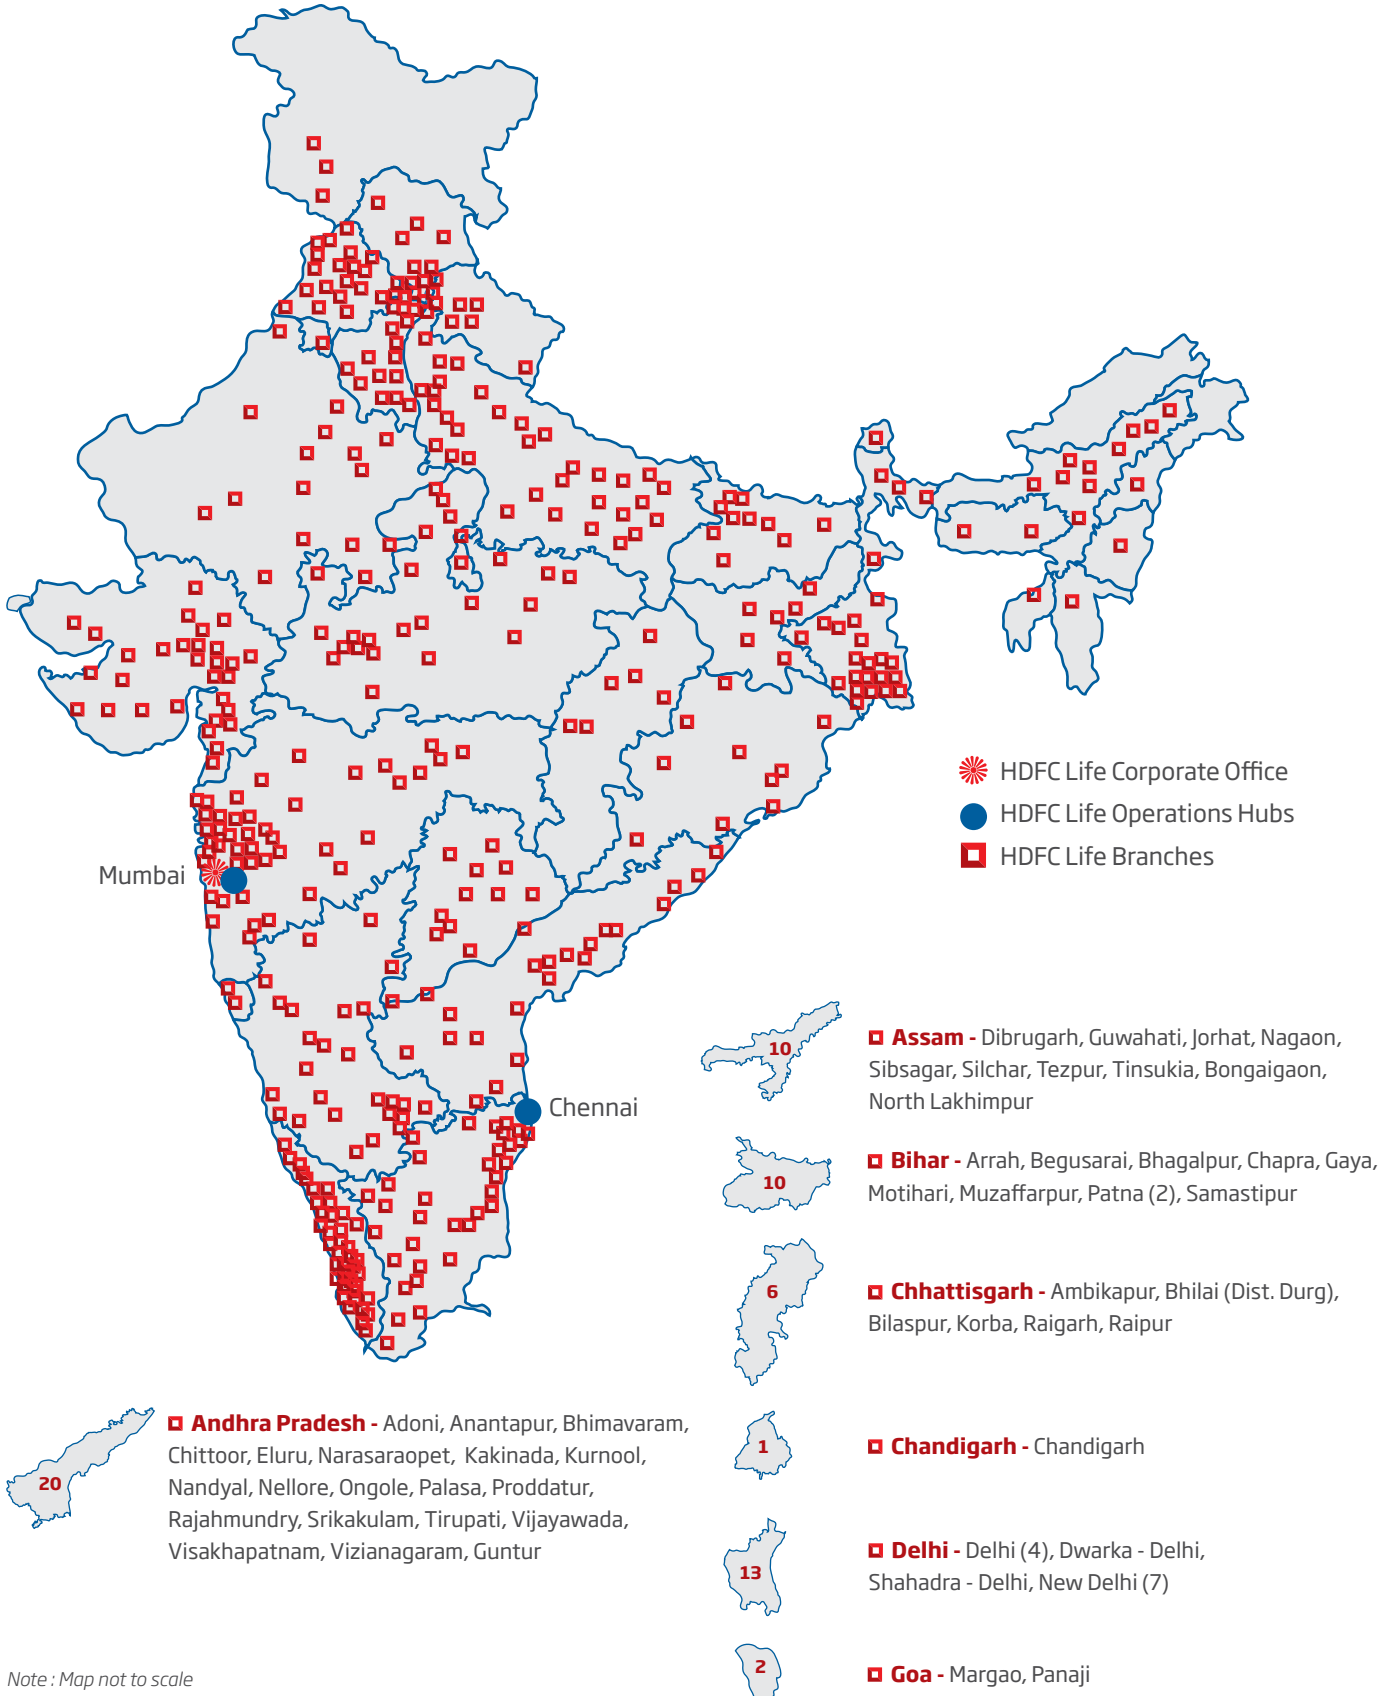 HDFC Life Corporate Office
HDFC Life Operations Hubs
HDFC Life Branches
Mumbai
Chennai
10
Assam - Dibrugarh, Guwahati, Jorhat, Nagaon,
Sibsagar, Silchar, Tezpur, Tinsukia, Bongaigaon,
North Lakhimpur
10
Bihar - Arrah, Begusarai, Bhagalpur, Chapra, Gaya,
Motihari, Muzaffarpur, Patna (2), Samastipur
6
Chhattisgarh - Ambikapur, Bhilai (Dist. Durg),
Bilaspur, Korba, Raigarh, Raipur
1
Chandigarh - Chandigarh
20
Andhra Pradesh - Adoni, Anantapur, Bhimavaram,
Chittoor, Eluru, Narasaraopet, Kakinada, Kurnool,
Nandyal, Nellore, Ongole, Palasa, Proddatur,
Rajahmundry, Srikakulam, Tirupati, Vijayawada,
Visakhapatnam, Vizianagaram, Guntur
13
Delhi - Delhi (4), Dwarka - Delhi,
Shahadra - Delhi, New Delhi (7)
2
Goa - Margao, Panaji
Note : Map not to scale